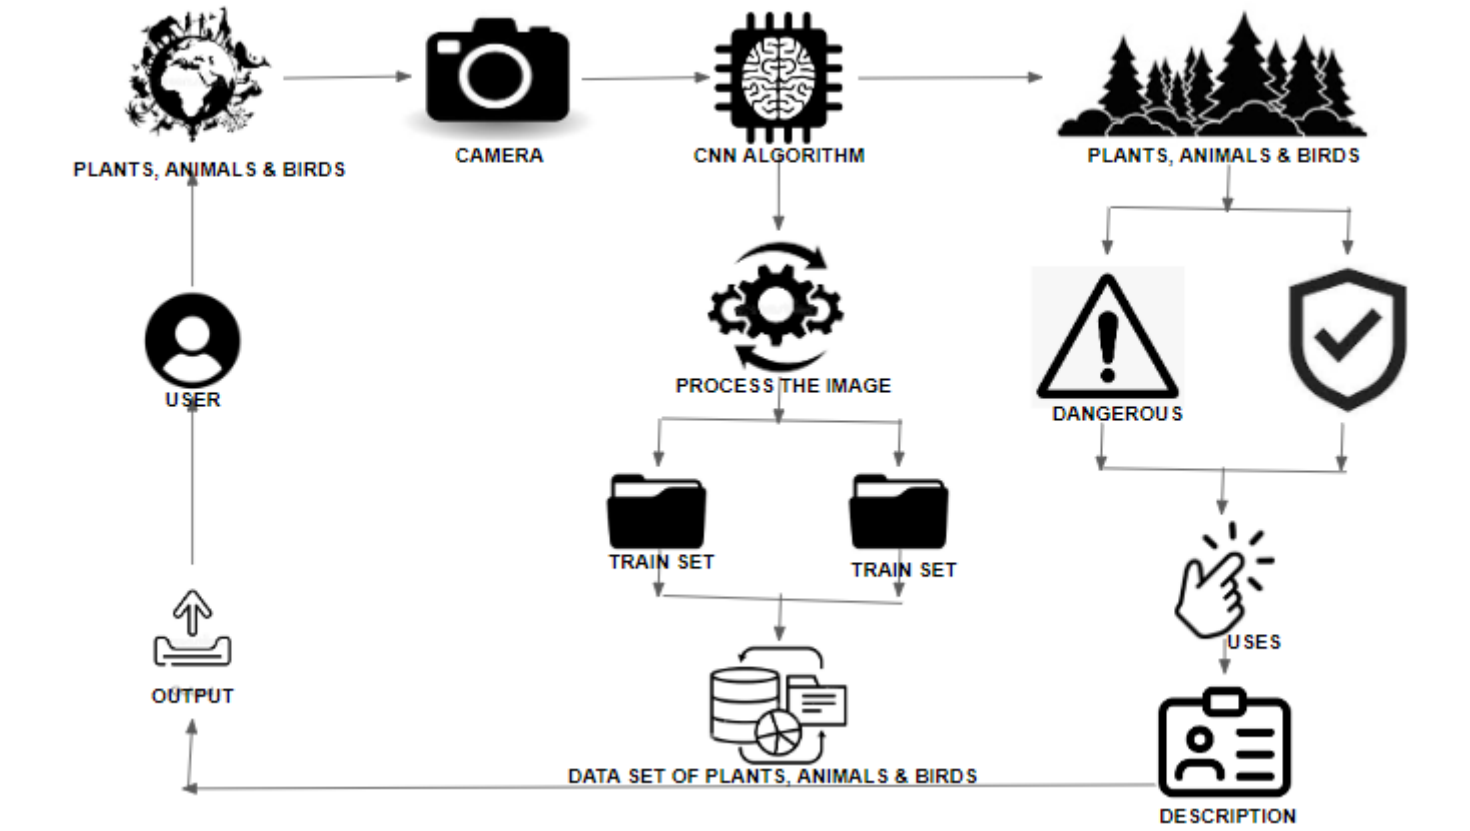 PLANTS, ANIMALS & BIRDS
CAMERA
CNN ALGORITHM
PLANTS, ANIMALS & BIRDS
USER
PROCESS THE IMAGE
DANGEROUS
TRAIN SET
TRAIN SET
USES
OUTPUT
DATA SET OF PLANTS, ANIMALS & BIRDS
DESCRIPTION